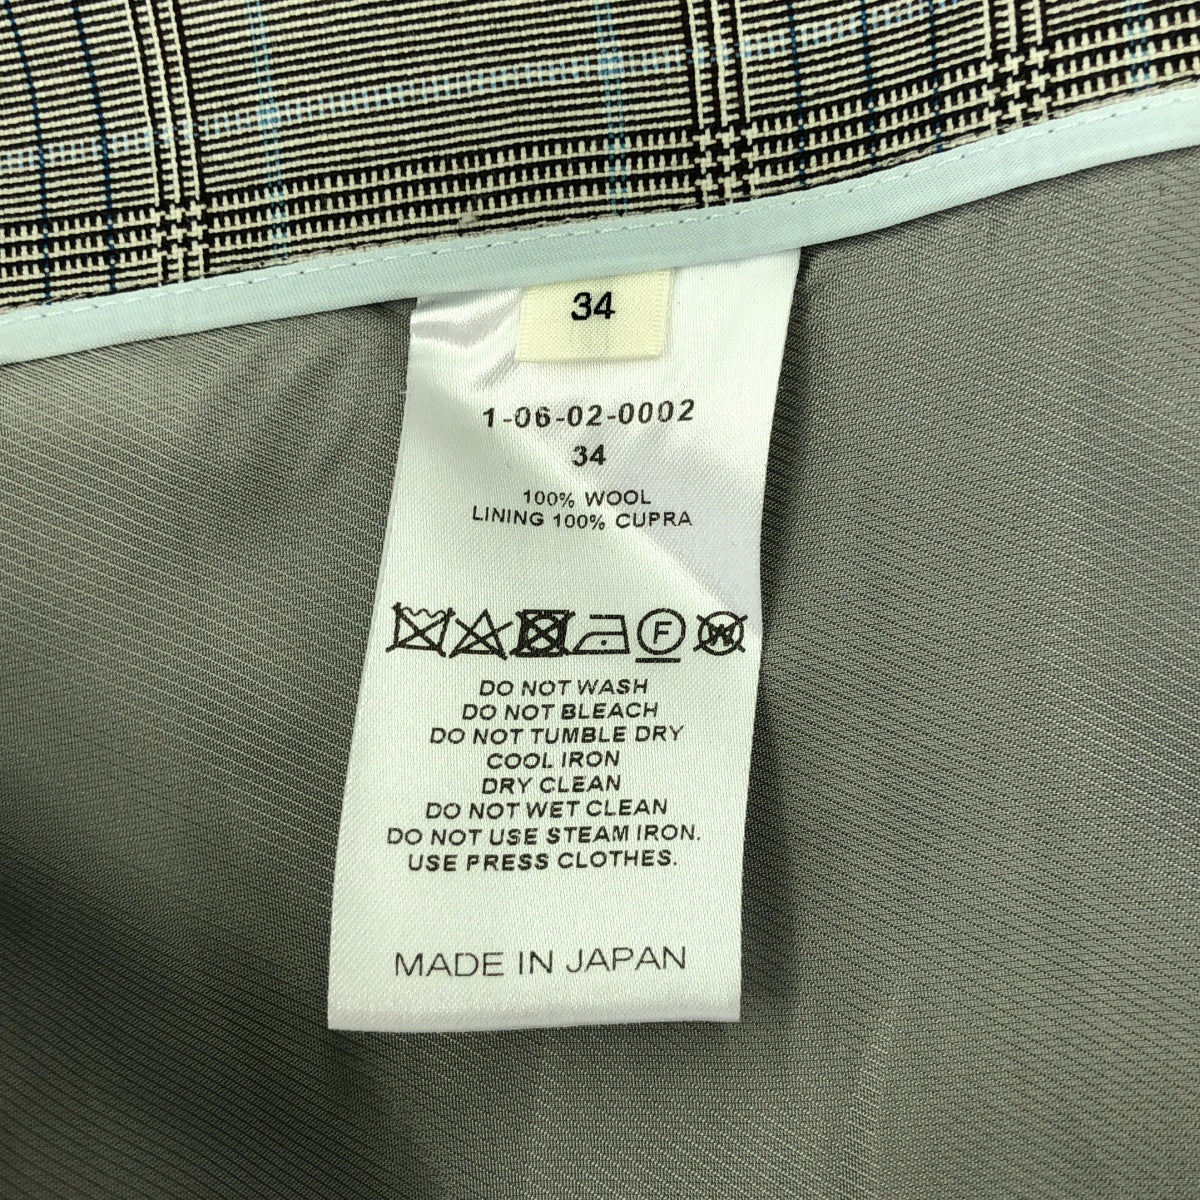 34
1-06-02-0002
34
100% WOOL
LINING 100% CUPRA
F W
DO NOT WASH
DO NOT BLEACH
DO NOT TUMBLE DRY
COOL IRON
DRY CLEAN
DO NOT WET CLEAN
DO NOT USE STEAM IRON.
USE PRESS CLOTHES.
MADE IN JAPAN